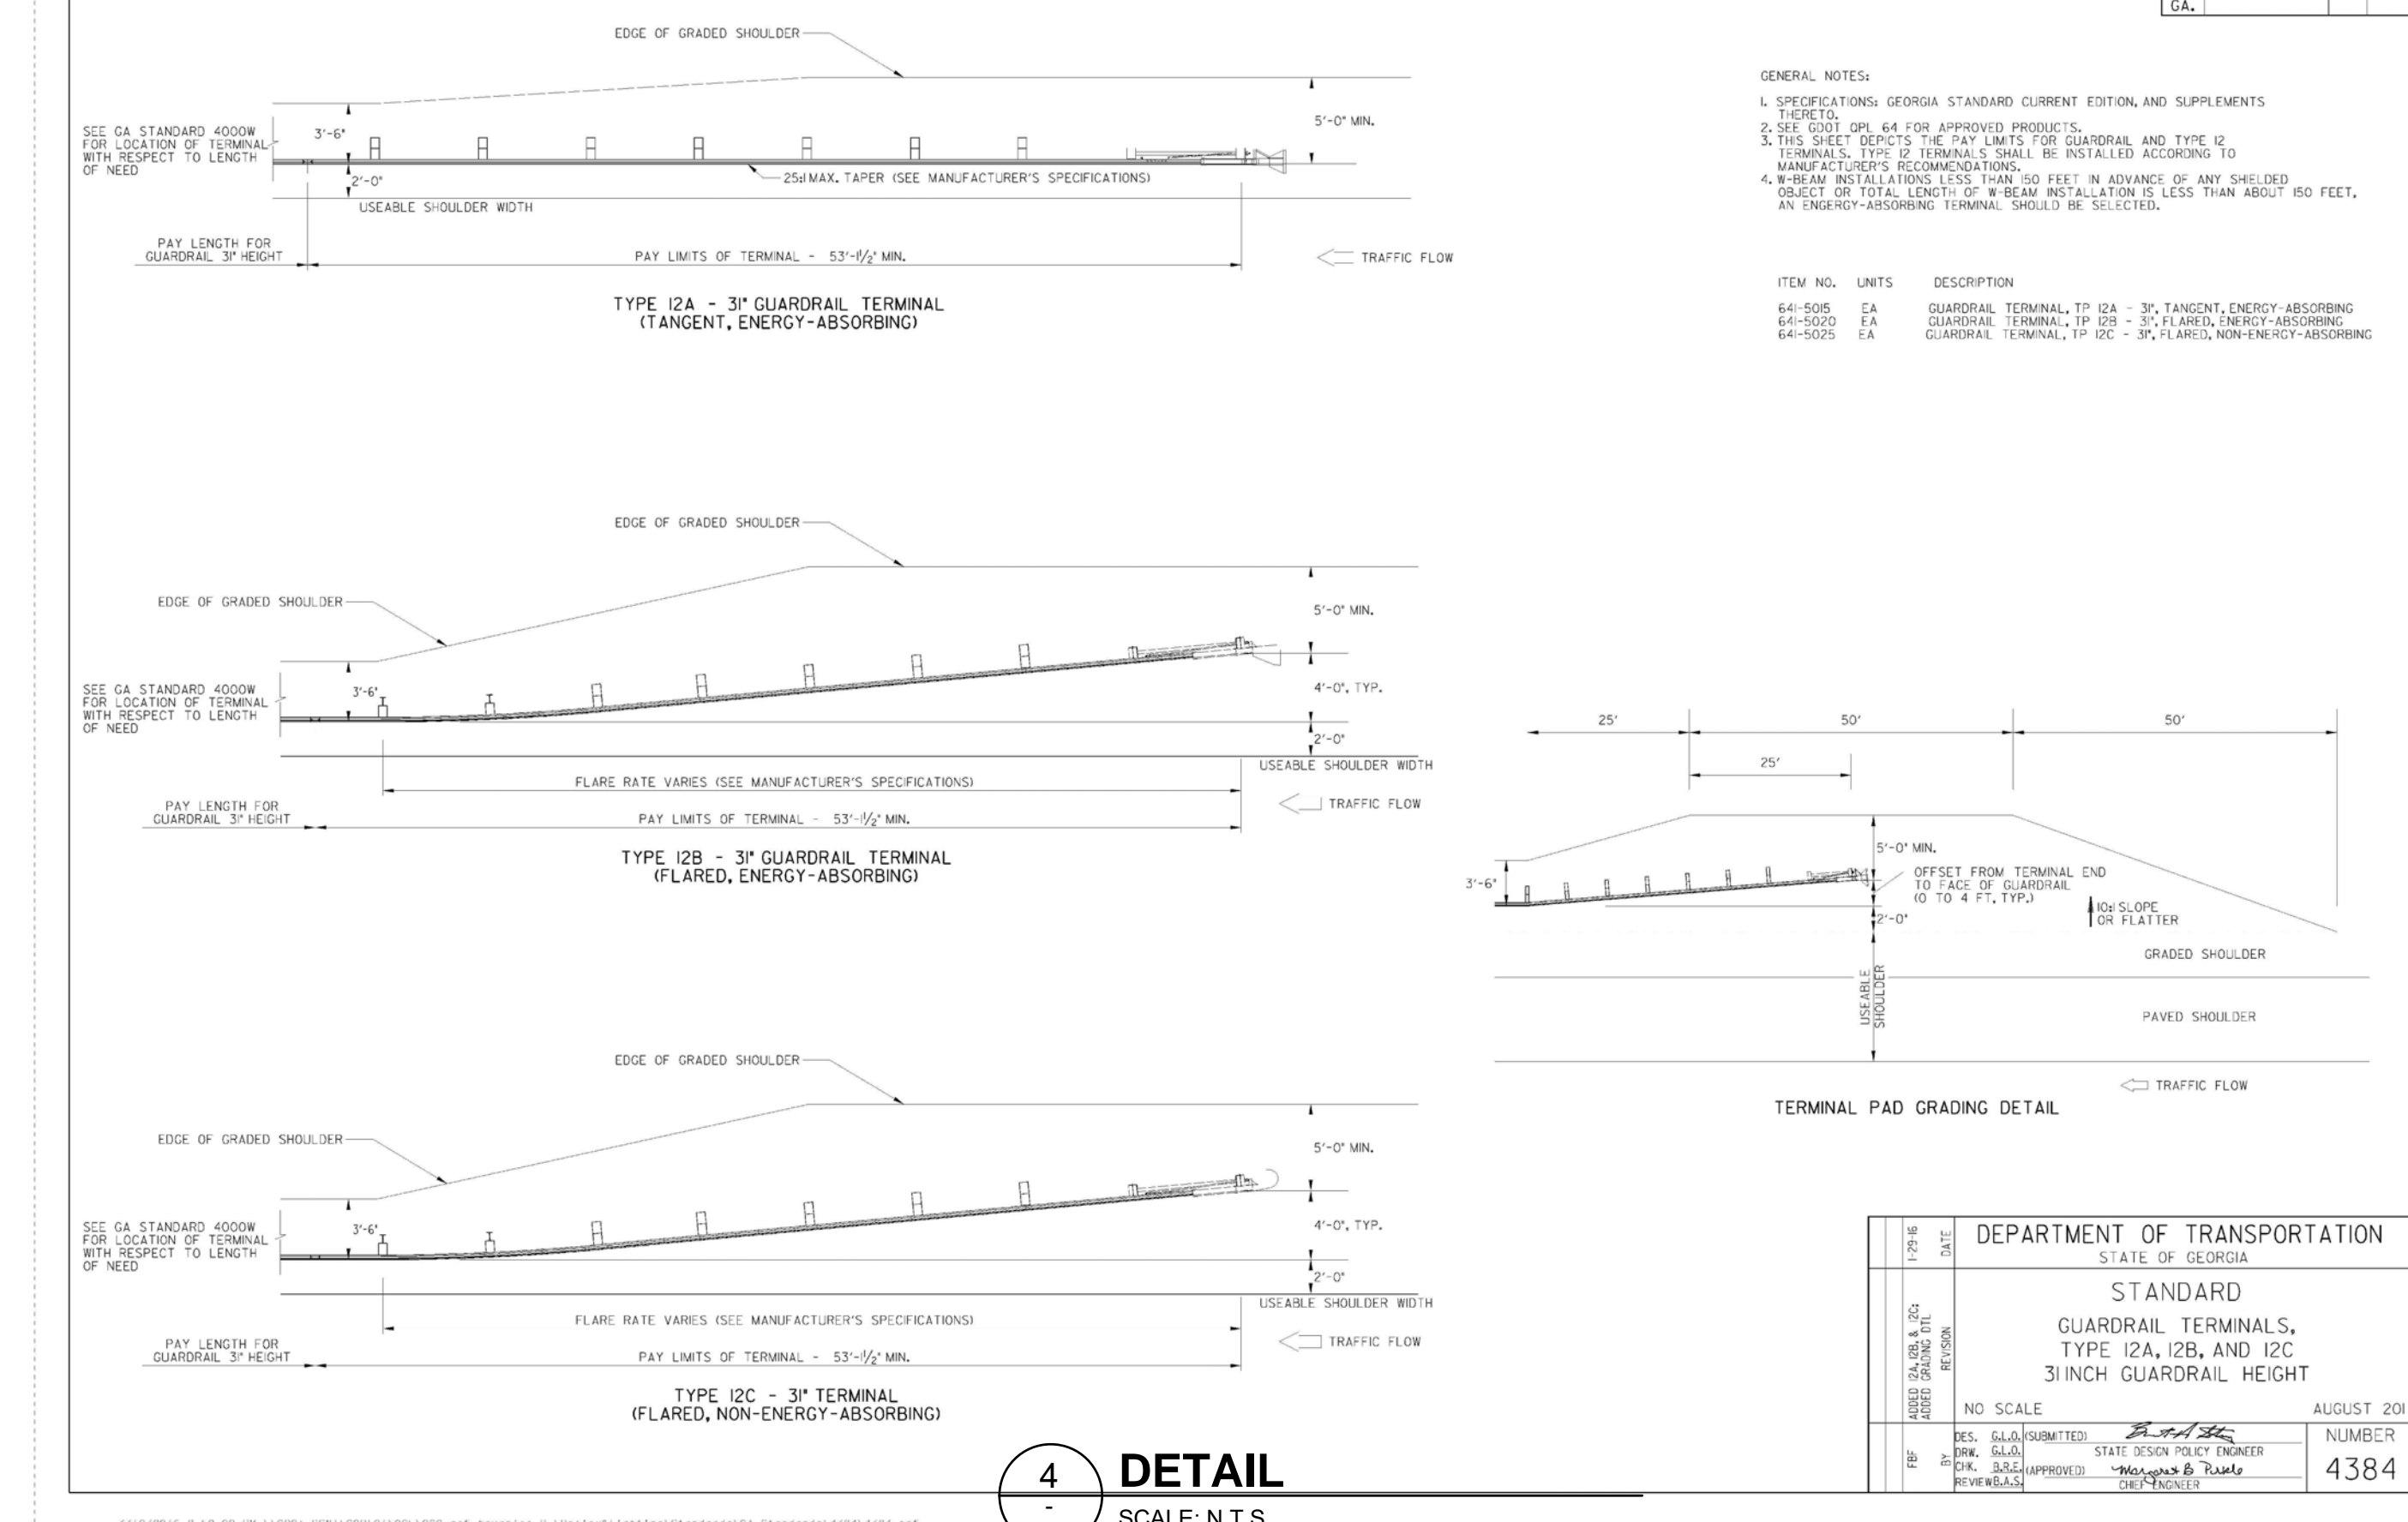 GA.
EDGE OF GRADED SHOULDER
SEE GA STANDARD 4000W
FOR LOCATION OF TERMINAL
WITH RESPECT TO LENGTH
OF NEED
3'-6"
2'-0"
5'-0" MIN.
25:1 MAX. TAPER (SEE MANUFACTURER'S SPECIFICATIONS)
USEABLE SHOULDER WIDTH
PAY LENGTH FOR
GUARDRAIL 31" HEIGHT
PAY LIMITS OF TERMINAL - 53'-1 1/2" MIN.
TRAFFIC FLOW
TYPE 12A - 31" GUARDRAIL TERMINAL
(TANGENT, ENERGY-ABSORBING)
GENERAL NOTES:
1. SPECIFICATIONS: GEORGIA STANDARD CURRENT EDITION, AND SUPPLEMENTS
THERETO.
2. SEE GDOT QPL 64 FOR APPROVED PRODUCTS.
3. THIS SHEET DEPICTS THE PAY LIMITS FOR GUARDRAIL AND TYPE 12
TERMINALS. TYPE 12 TERMINALS SHALL BE INSTALLED ACCORDING TO
MANUFACTURER'S RECOMMENDATIONS.
4. W-BEAM INSTALLATIONS LESS THAN 150 FEET IN ADVANCE OF ANY SHIELDED
OBJECT OR TOTAL LENGTH OF W-BEAM INSTALLATION IS LESS THAN ABOUT 150 FEET,
AN ENGERGY-ABSORBING TERMINAL SHOULD BE SELECTED.
ITEM NO. UNITS DESCRIPTION
641-5015 EA GUARDRAIL TERMINAL, TP 12A - 31", TANGENT, ENERGY-ABSORBING
641-5020 EA GUARDRAIL TERMINAL, TP 12B - 31", FLARED, ENERGY-ABSORBING
641-5025 EA GUARDRAIL TERMINAL, TP 12C - 31", FLARED, NON-ENERGY-ABSORBING
EDGE OF GRADED SHOULDER
EDGE OF GRADED SHOULDER
5'-0" MIN.
SEE GA STANDARD 4000W
FOR LOCATION OF TERMINAL
WITH RESPECT TO LENGTH
OF NEED
3'-6"
4'-0", TYP.
2'-0"
USEABLE SHOULDER WIDTH
FLARE RATE VARIES (SEE MANUFACTURER'S SPECIFICATIONS)
PAY LENGTH FOR
GUARDRAIL 31" HEIGHT
PAY LIMITS OF TERMINAL - 53'-1 1/2" MIN.
TRAFFIC FLOW
TYPE 12B - 31" GUARDRAIL TERMINAL
(FLARED, ENERGY-ABSORBING)
25' 50' 50'
25'
5'-0" MIN.
3'-6"
OFFSET FROM TERMINAL END
TO FACE OF GUARDRAIL
(0 TO 4 FT. TYP.)
2'-0"
10:1 SLOPE
OR FLATTER
GRADED SHOULDER
USEABLE
SHOULDER
PAVED SHOULDER
TRAFFIC FLOW
TERMINAL PAD GRADING DETAIL
EDGE OF GRADED SHOULDER
EDGE OF GRADED SHOULDER
5'-0" MIN.
SEE GA STANDARD 4000W
FOR LOCATION OF TERMINAL
WITH RESPECT TO LENGTH
OF NEED
3'-6"
4'-0", TYP.
2'-0"
USEABLE SHOULDER WIDTH
FLARE RATE VARIES (SEE MANUFACTURER'S SPECIFICATIONS)
PAY LENGTH FOR
GUARDRAIL 31" HEIGHT
PAY LIMITS OF TERMINAL - 53'-1 1/2" MIN.
TRAFFIC FLOW
TYPE 12C - 31" TERMINAL
(FLARED, NON-ENERGY-ABSORBING)
1-29-16
DATE
ADDED 12A, 12B, & 12C;
ADDED GRADING DTL
REVISION
FBF
BY
DEPARTMENT OF TRANSPORTATION
STATE OF GEORGIA
STANDARD
GUARDRAIL TERMINALS,
TYPE 12A, 12B, AND 12C
31 INCH GUARDRAIL HEIGHT
NO SCALE AUGUST 201
DES. G.L.O. (SUBMITTED)
DRW. G.L.O. STATE DESIGN POLICY ENGINEER
CHK. B.R.E. (APPROVED)
REVIEW B.A.S. CHIEF ENGINEER
NUMBER
4384
4
-
DETAIL
SCALE: N.T.S.